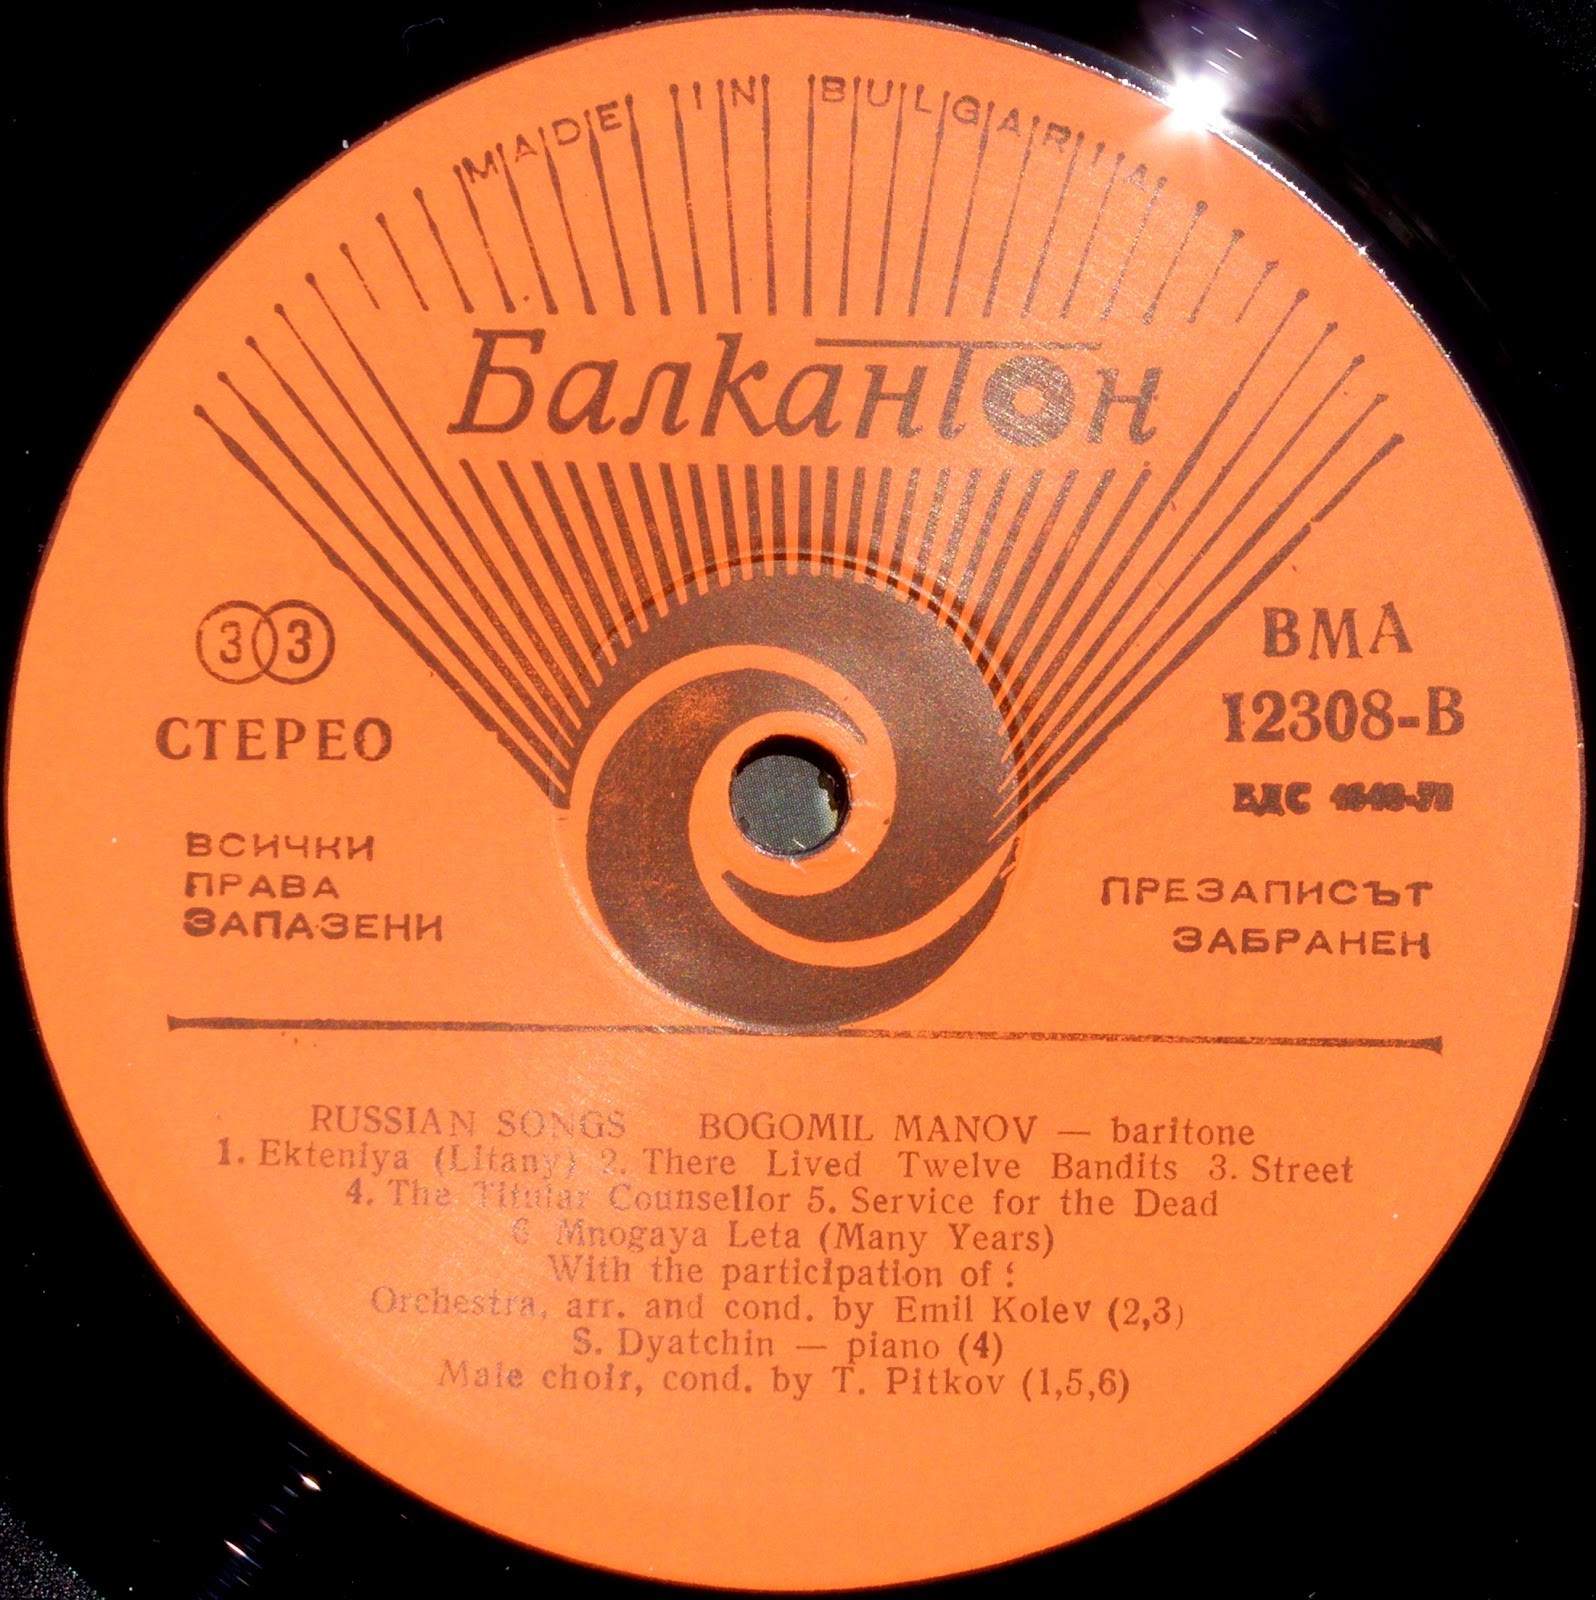 MADE IN BULGARIA
Балкантон
33
СТЕРЕО
ВСИЧКИ
ПРАВА
ЗАПАЗЕНИ
ВМА
12308-В
БДС
ПРЕЗАПИСЪТ
ЗАБРАНЕН
RUSSIAN SONGS BOGOMIL MANOV — baritone
1. Ekteniya (Litany) 2. There Lived Twelve Bandits 3. Street
4. The Titular Counsellor 5. Service for the Dead
6 Mnogaya Leta (Many Years)
With the participation of :
Orchestra, arr. and cond. by Emil Kolev (2,3)
S. Dyatchin — piano (4)
Male choir, cond. by T. Pitkov (1,5,6)